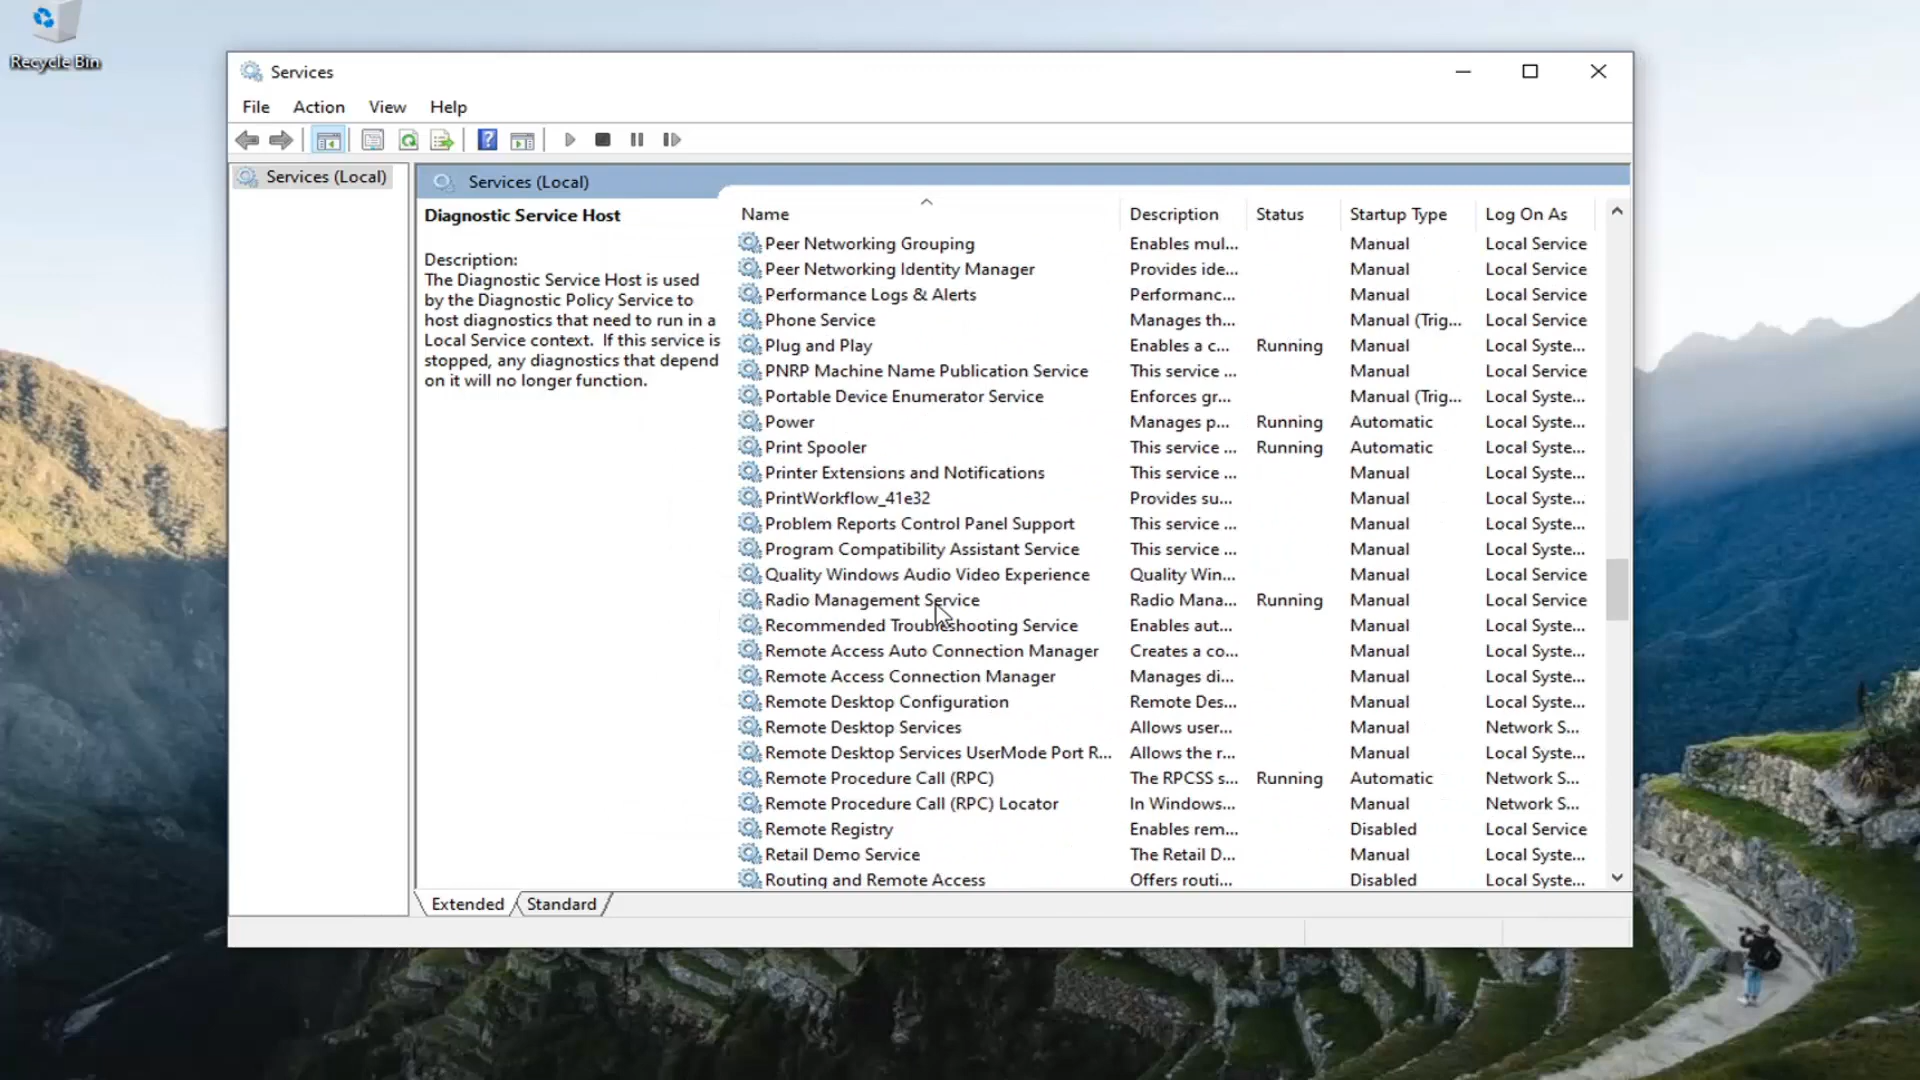 Recycle Bin
Services
File Action View Help
Services (Local)
Services (Local)
Diagnostic Service Host
Description:
The Diagnostic Service Host is used
by the Diagnostic Policy Service to
host diagnostics that need to run in a
Local Service context. If this service is
stopped, any diagnostics that depend
on it will no longer function.
Name Description Status Startup Type Log On As
Peer Networking Grouping Enables mul... Manual Local Service
Peer Networking Identity Manager Provides ide... Manual Local Service
Performance Logs & Alerts Performanc... Manual Local Service
Phone Service Manages th... Manual (Trig... Local Service
Plug and Play Enables a c... Running Manual Local Syste...
PNRP Machine Name Publication Service This service ... Manual Local Service
Portable Device Enumerator Service Enforces gr... Manual (Trig... Local Syste...
Power Manages p... Running Automatic Local Syste...
Print Spooler This service ... Running Automatic Local Syste...
Printer Extensions and Notifications This service ... Manual Local Syste...
PrintWorkflow_41e32 Provides su... Manual Local Syste...
Problem Reports Control Panel Support This service ... Manual Local Syste...
Program Compatibility Assistant Service This service ... Manual Local Syste...
Quality Windows Audio Video Experience Quality Win... Manual Local Service
Radio Management Service Radio Mana... Running Manual Local Service
Recommended Troubleshooting Service Enables aut... Manual Local Syste...
Remote Access Auto Connection Manager Creates a co... Manual Local Syste...
Remote Access Connection Manager Manages di... Manual Local Syste...
Remote Desktop Configuration Remote Des... Manual Local Syste...
Remote Desktop Services Allows user... Manual Network S...
Remote Desktop Services UserMode Port R... Allows the r... Manual Local Syste...
Remote Procedure Call (RPC) The RPCSS s... Running Automatic Network S...
Remote Procedure Call (RPC) Locator In Windows... Manual Network S...
Remote Registry Enables rem... Disabled Local Service
Retail Demo Service The Retail D... Manual Local Syste...
Routing and Remote Access Offers routi... Disabled Local Syste...
Extended Standard